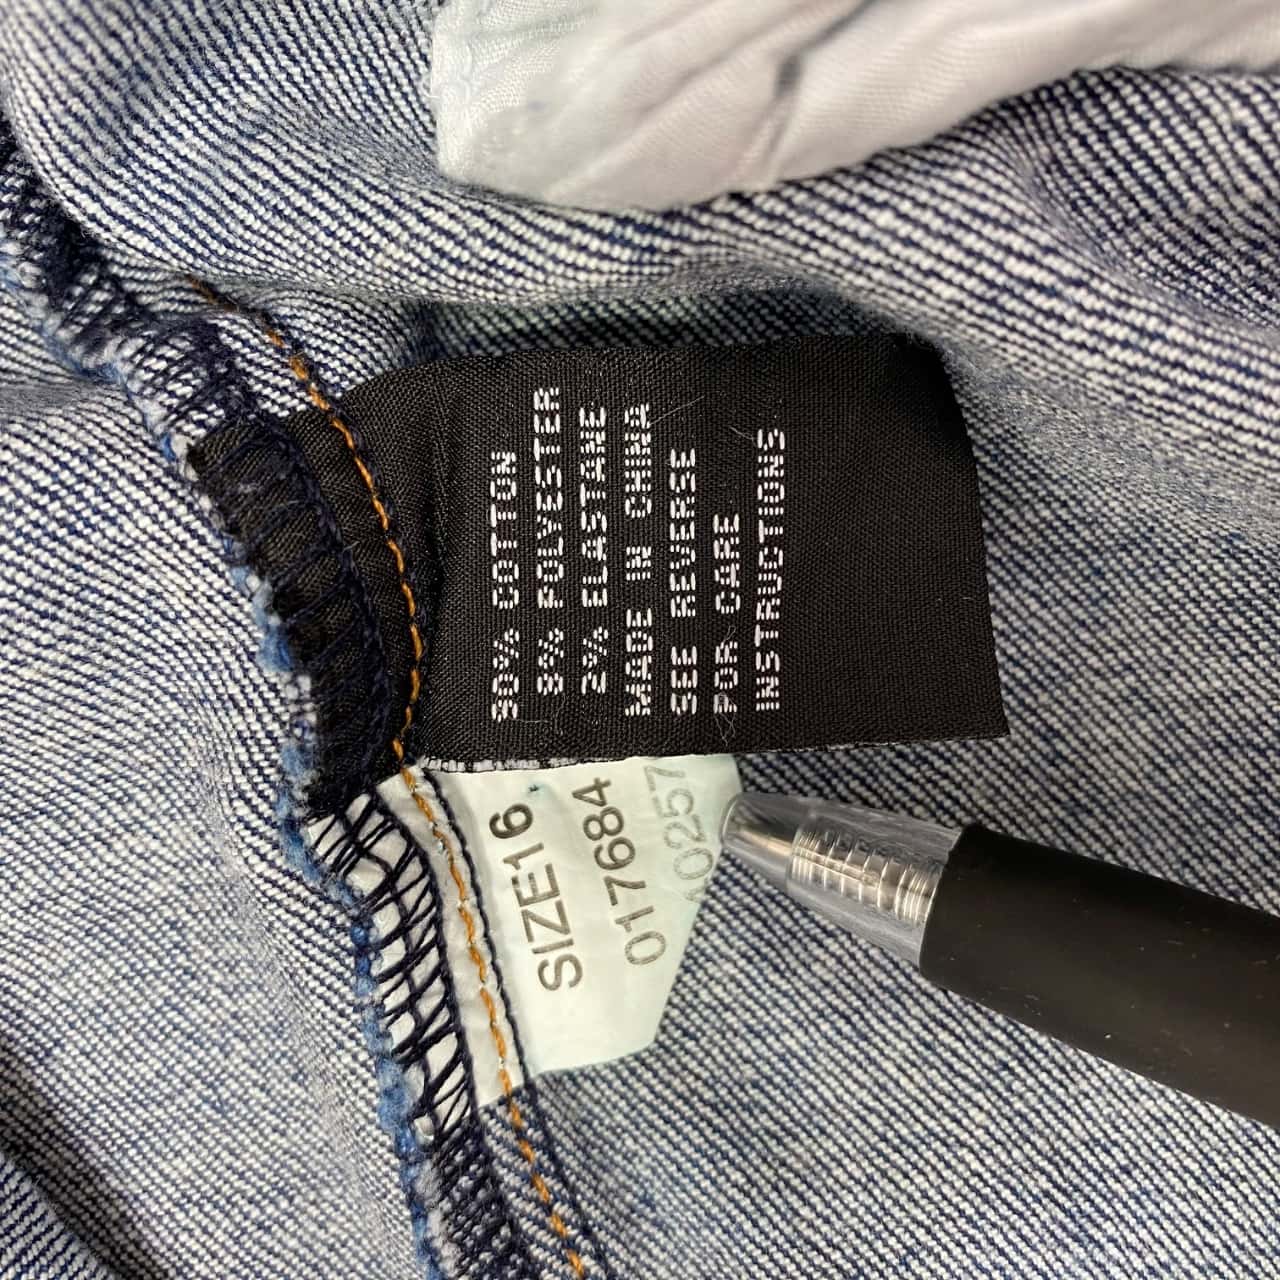 90% COTTON
8% POLYESTER
2% ELASTANE
MADE IN CHINA
SEE REVERSE
FOR CARE
INSTRUCTIONS
SIZE16
017684
10257